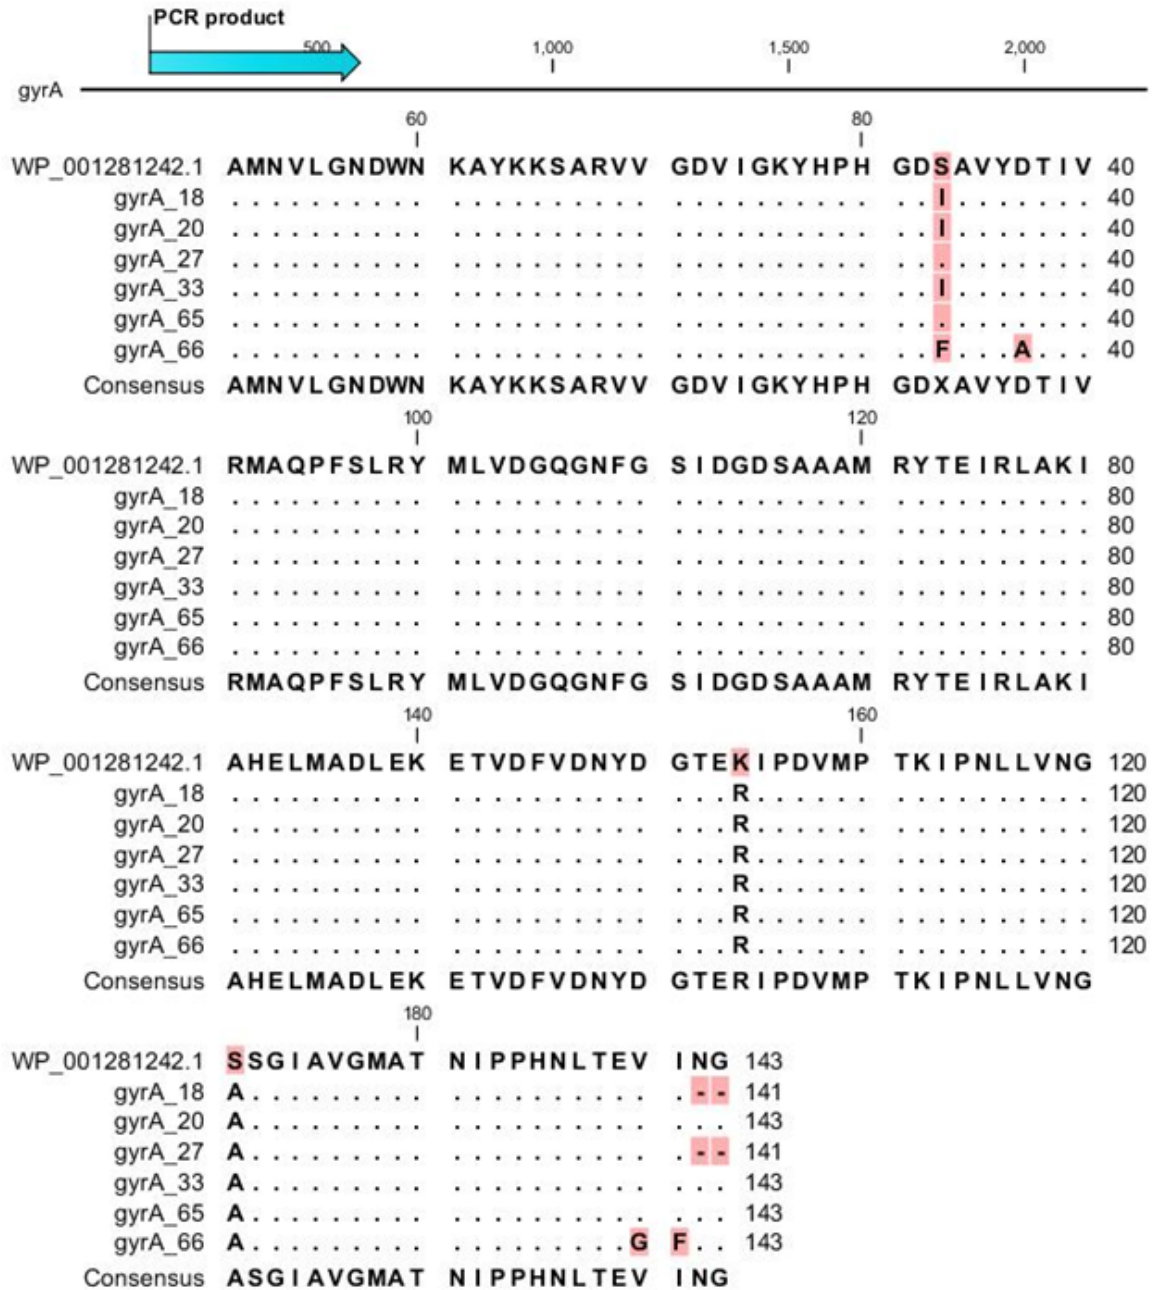 PCR product
500 1,000 1,500 2,000
gyrA
60 80
WP_001281242.1 AMNVLGNDWN KAYKKSARVV GDVIGKYHPH GDSAVYDTIV 40
gyrA_18 .......... .......... .......... ..I....... 40
gyrA_20 .......... .......... .......... ..I....... 40
gyrA_27 .......... .......... .......... .......... 40
gyrA_33 .......... .......... .......... ..I....... 40
gyrA_65 .......... .......... .......... .......... 40
gyrA_66 .......... .......... .......... ..F...A... 40
Consensus AMNVLGNDWN KAYKKSARVV GDVIGKYHPH GDXAVYDTIV
100 120
WP_001281242.1 RMAQPFSLRY MLVDGQGNFG SIDGDSAAAM RYTEIRLAKI 80
gyrA_18 .......... .......... .......... .......... 80
gyrA_20 .......... .......... .......... .......... 80
gyrA_27 .......... .......... .......... .......... 80
gyrA_33 .......... .......... .......... .......... 80
gyrA_65 .......... .......... .......... .......... 80
gyrA_66 .......... .......... .......... .......... 80
Consensus RMAQPFSLRY MLVDGQGNFG SIDGDSAAAM RYTEIRLAKI
140 160
WP_001281242.1 AHELMADLEK ETVDFVDNYD GTEKIPDVMP TKIPNLLVNG 120
gyrA_18 .......... .......... ...R...... .......... 120
gyrA_20 .......... .......... ...R...... .......... 120
gyrA_27 .......... .......... ...R...... .......... 120
gyrA_33 .......... .......... ...R...... .......... 120
gyrA_65 .......... .......... ...R...... .......... 120
gyrA_66 .......... .......... ...R...... .......... 120
Consensus AHELMADLEK ETVDFVDNYD GTERIPDVMP TKIPNLLVNG
180
WP_001281242.1 SSGIAVGMAT NIPPHNLTEV ING 143
gyrA_18 A......... .......... .-- 141
gyrA_20 A......... .......... ... 143
gyrA_27 A......... .......... .-- 141
gyrA_33 A......... .......... ... 143
gyrA_65 A......... .......... ... 143
gyrA_66 A......... .........G F.. 143
Consensus ASGIAVGMAT NIPPHNLTEV ING